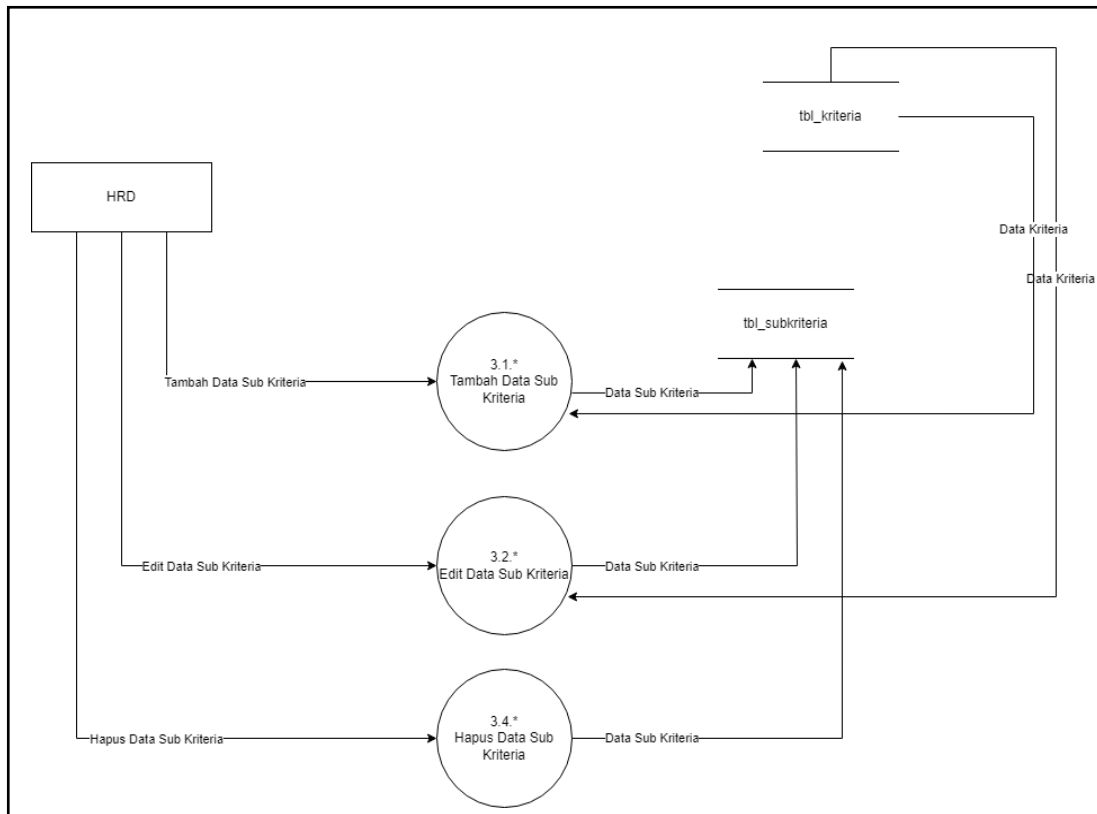 tbl_kriteria
HRD
Data Kriteria
Data Kriteria
tbl_subkriteria
3.1.*
Tambah Data Sub
Kriteria
Tambah Data Sub Kriteria
Data Sub Kriteria
3.2.*
Edit Data Sub Kriteria
Edit Data Sub Kriteria
Data Sub Kriteria
3.4.*
Hapus Data Sub
Kriteria
Hapus Data Sub Kriteria
Data Sub Kriteria